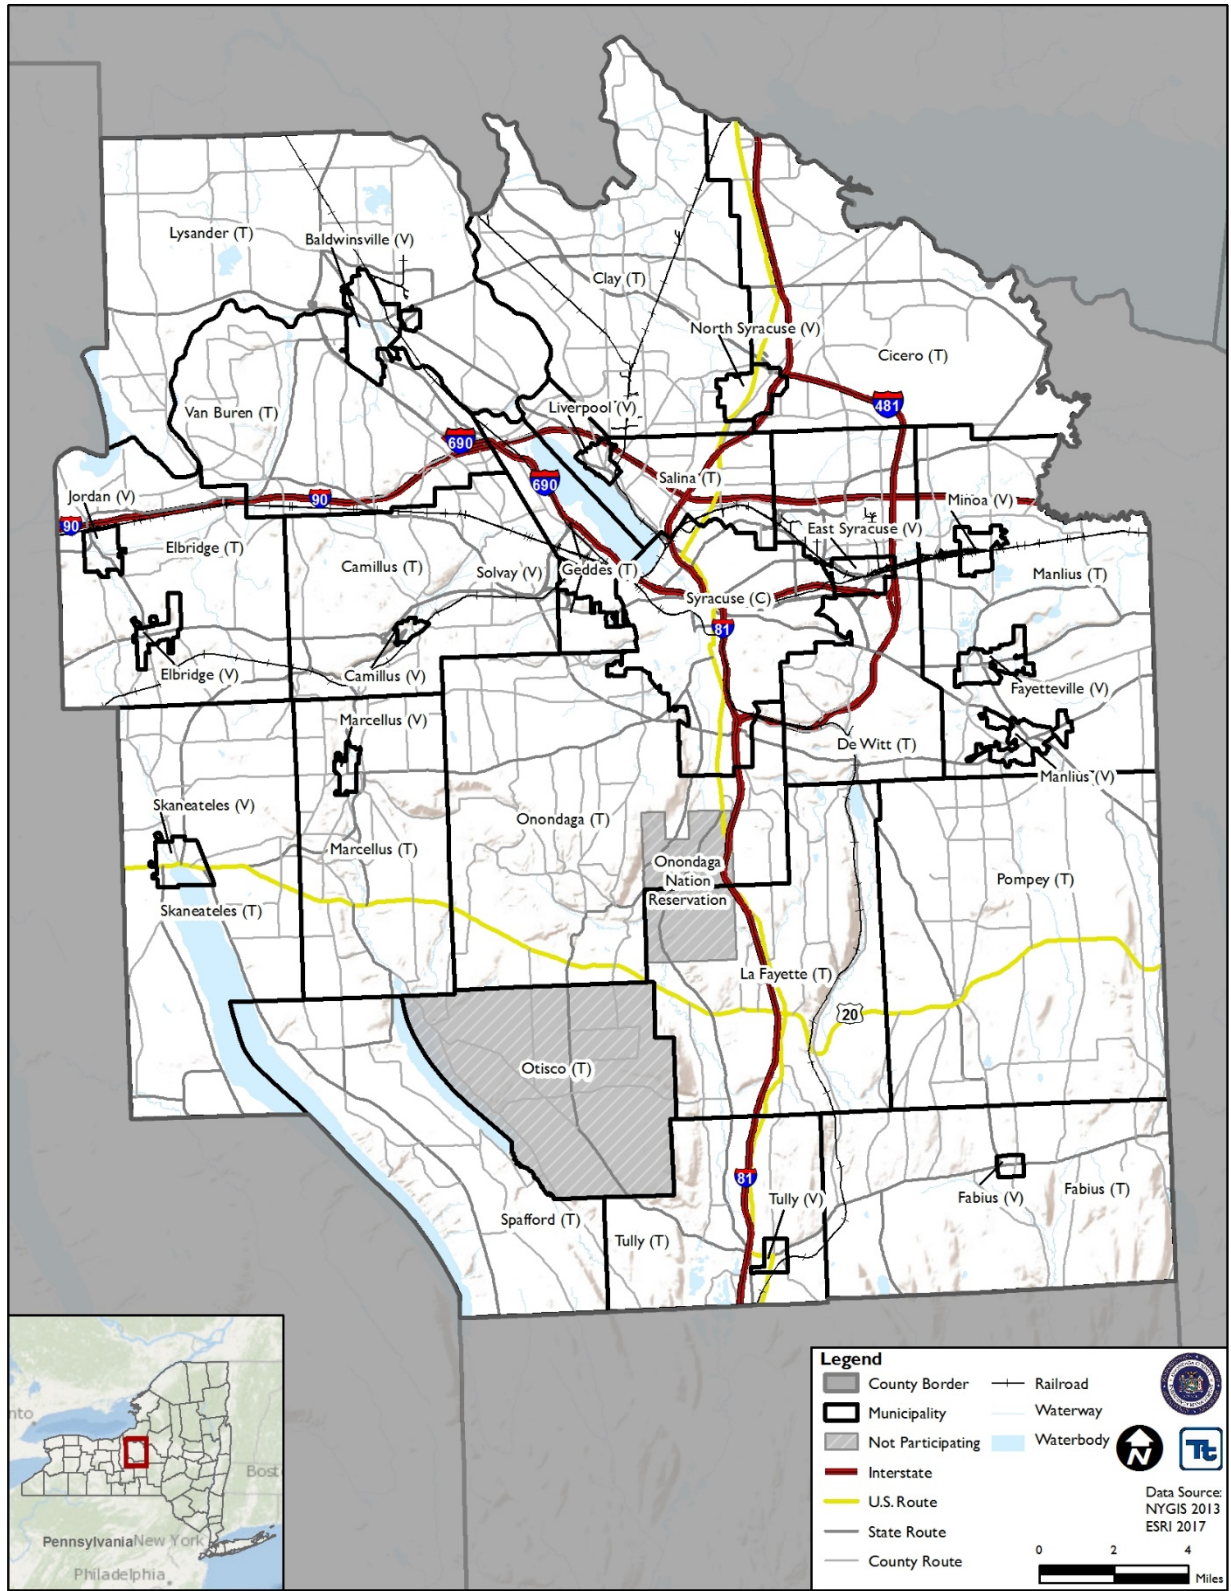 Lysander (T)
Baldwinsville (V)
Clay (T)
North Syracuse (V)
Cicero (T)
Van Buren (T)
Liverpool (V)
481
690
690
Salina (T)
Jordan (V)
90
90
Minoa (V)
East Syracuse (V)
Elbridge (T)
Camillus (T)
Solvay (V)
Geddes (T)
Manlius (T)
Syracuse (C)
81
Elbridge (V)
Camillus (V)
Fayetteville (V)
Marcellus (V)
De Witt (T)
Manlius (V)
Skaneateles (V)
Onondaga (T)
Marcellus (T)
Onondaga
Nation
Reservation
Pompey (T)
Skaneateles (T)
La Fayette (T)
20
Otisco (T)
81
Tully (V)
Fabius (V)
Fabius (T)
Spafford (T)
Tully (T)
nto
Bost
Pennsylvania
New York
Philadelphia
Legend
County Border
Municipality
Not Participating
Interstate
U.S. Route
State Route
County Route
Railroad
Waterway
Waterbody
N
Tt
Data Source:
NYGIS 2013
ESRI 2017
0 2 4
Miles